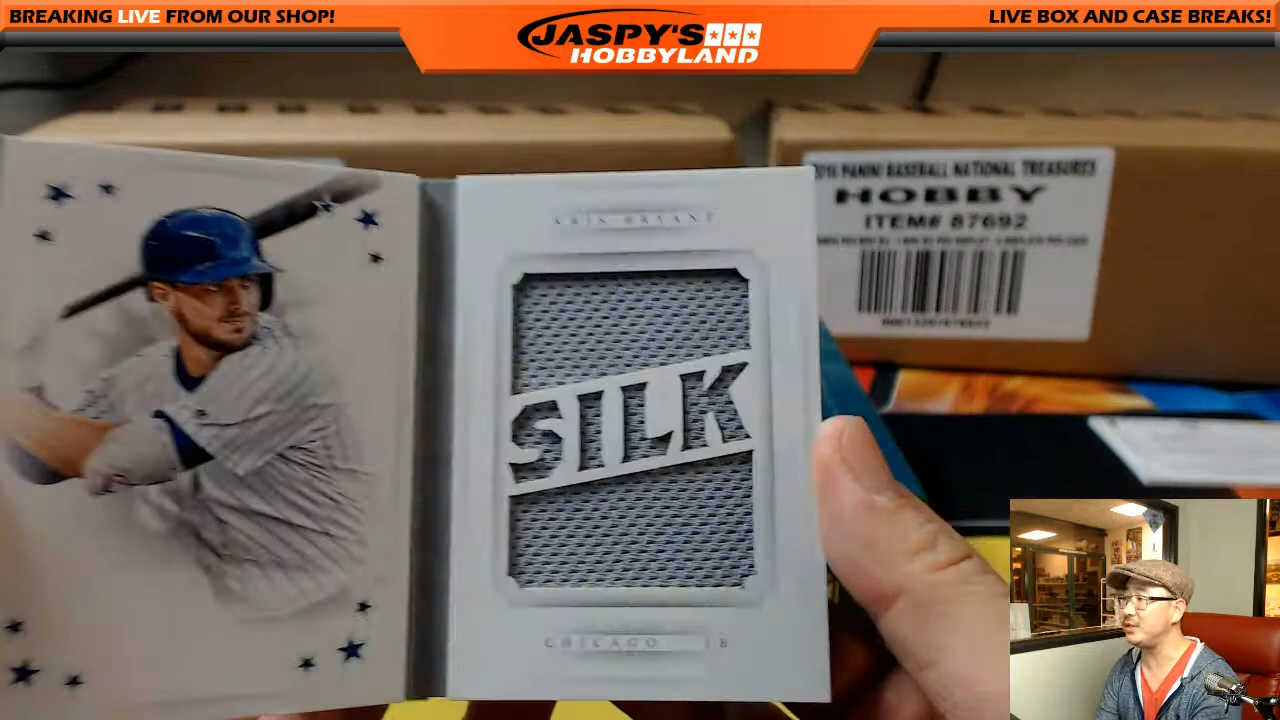 BREAKING LIVE FROM OUR SHOP!
JASPY'S
HOBBYLAND
LIVE BOX AND CASE BREAKS!
KRIS BRYANT
SILK
CHICAGO
2016 PANINI BASEBALL NATIONAL TREASURES
HOBBY
ITEM# 87692